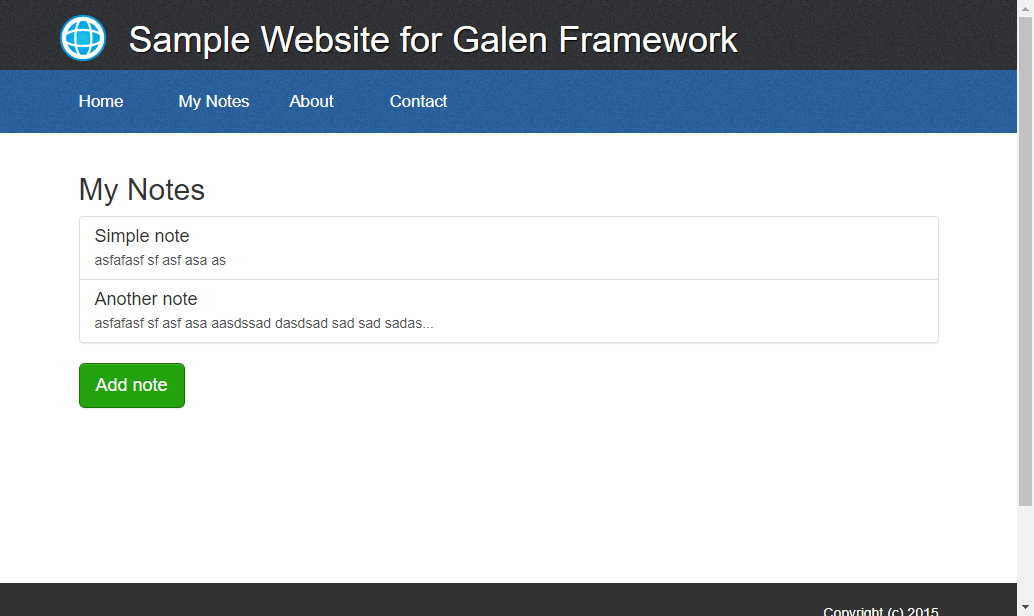 Sample Website for Galen Framework
Home My Notes About Contact
My Notes
Simple note
asfafasf sf asf asa as
Another note
asfafasf sf asf asa aasdssad dasdsad sad sad sadas...
Add note
Copyright (c) 2015